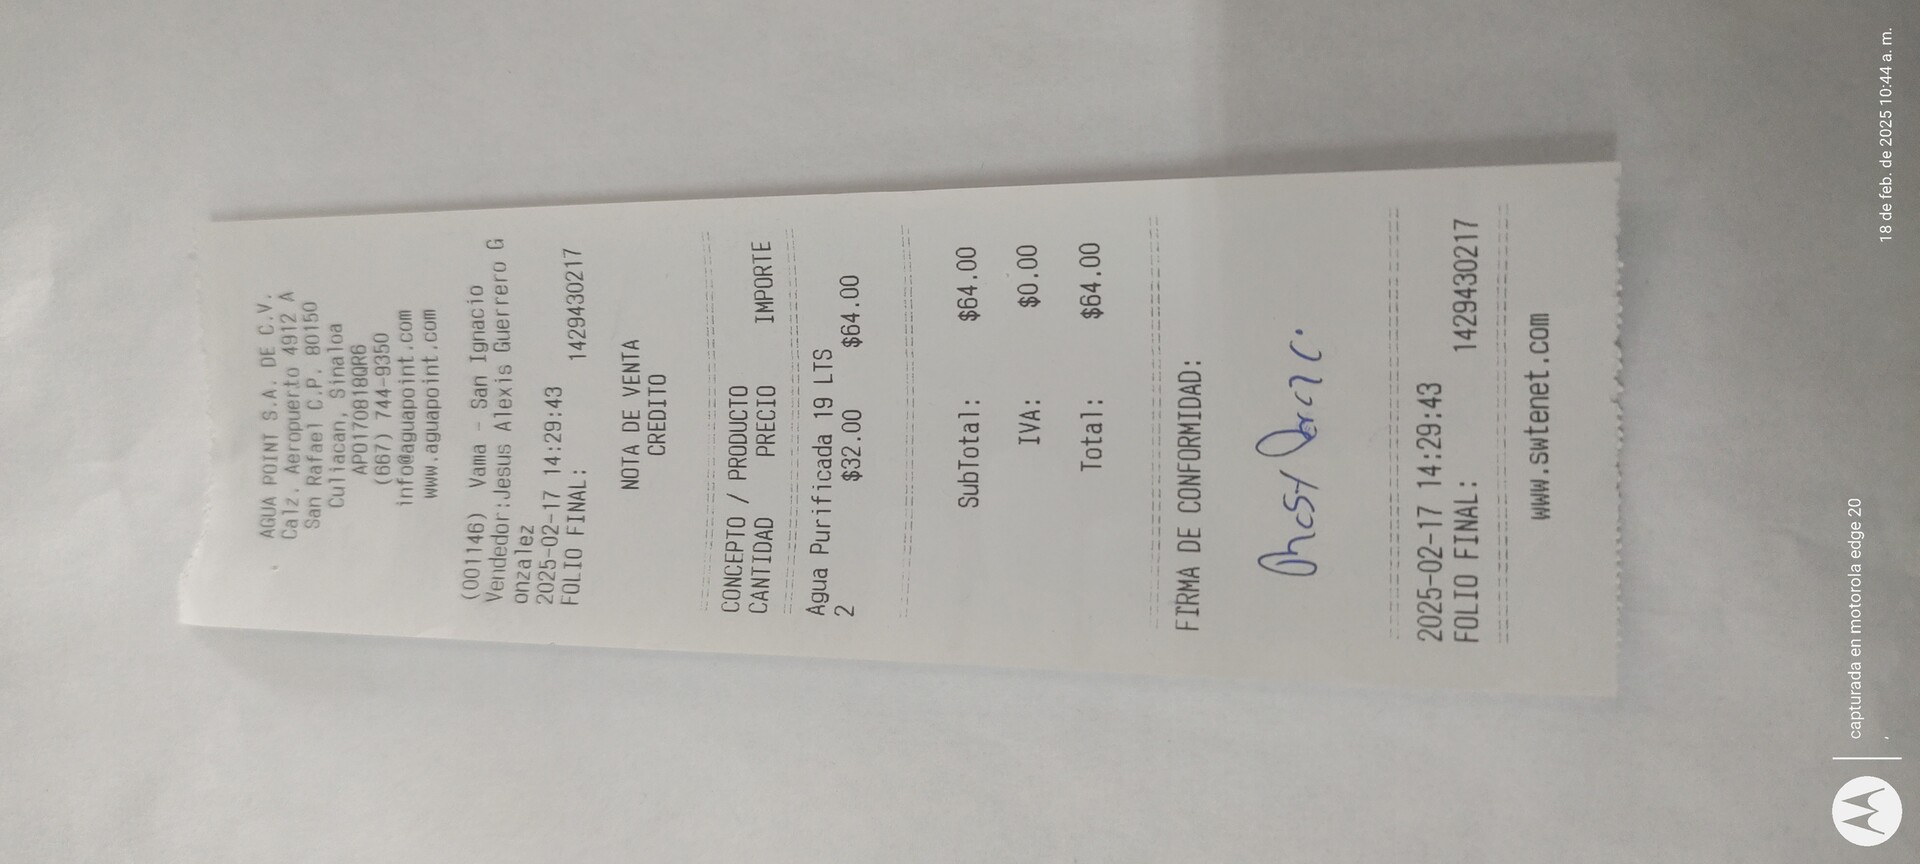 AGUA POINT S.A. DE C.V.
Calz. Aeropuerto 4912 A
San Rafael C.P. 80150
Culiacan, Sinaloa
APO170818QR6
(667) 744-9350
info@aguapoint.com
www.aguapoint.com
(001146) Vama - San Ignacio
Vendedor:Jesus Alexis Guerrero G
onzalez
2025-02-17 14:29:43
FOLIO FINAL: 1429430217
NOTA DE VENTA
CREDITO
CONCEPTO / PRODUCTO
CANTIDAD PRECIO IMPORTE
Agua Purificada 19 LTS
2 $32.00 $64.00
SubTotal: $64.00
IVA: $0.00
Total: $64.00
FIRMA DE CONFORMIDAD:
2025-02-17 14:29:43
FOLIO FINAL: 1429430217
www.swtenet.com
capturada en motorola edge 20
18 de feb. de 2025 10:44 a. m.